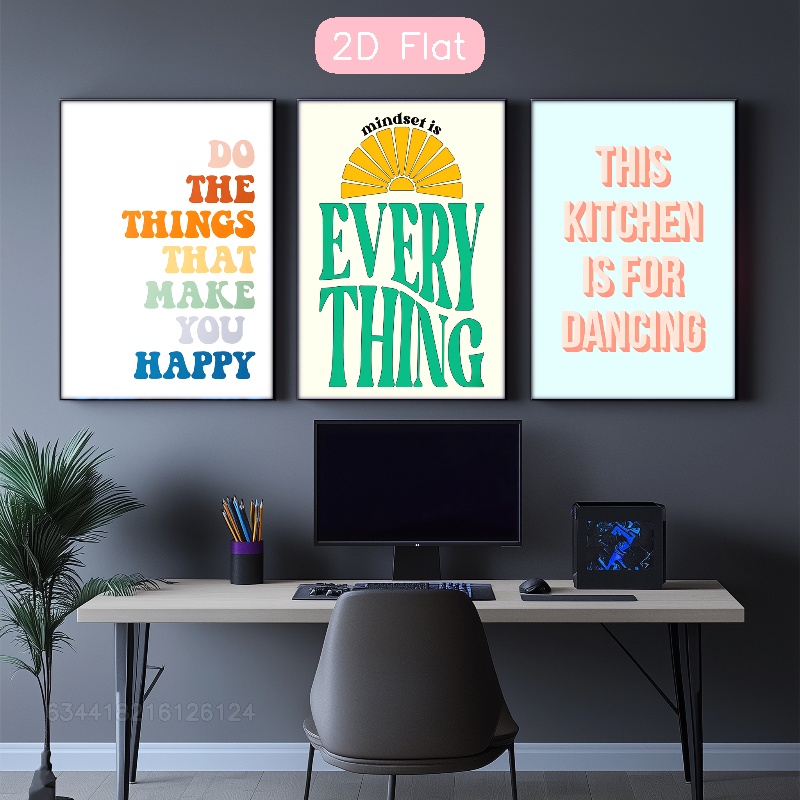 2D Flat
DO
THE
THINGS
THAT
MAKE
YOU
HAPPY
mindset is
EVERY
THING
THIS
KITCHEN
IS FOR
DANCING
634418216126124